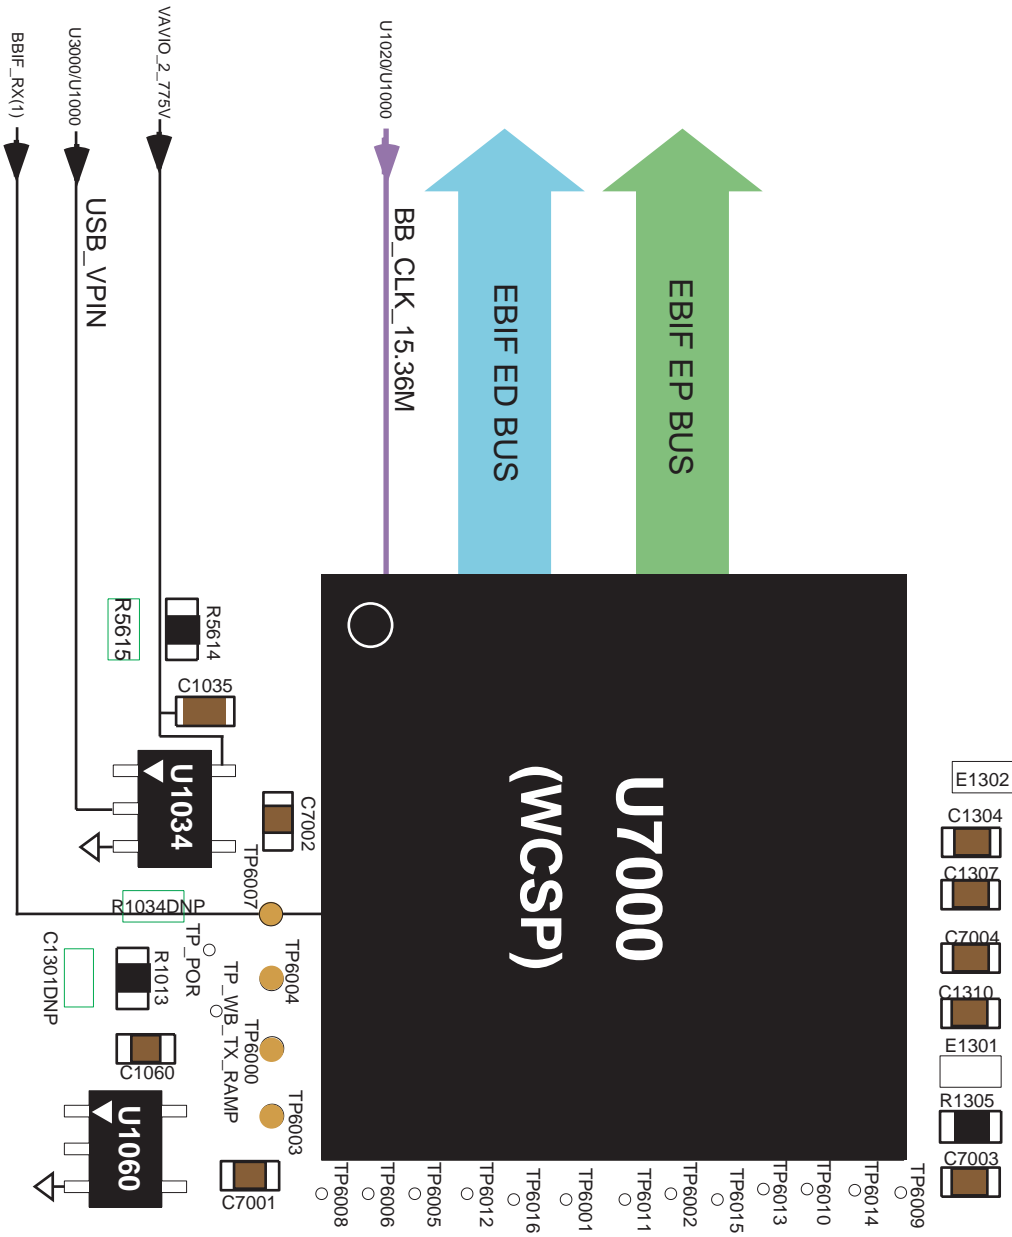 BBIF_RX(1)
U3000/U1000
VAVIO_2_775V
U1020/U1000
USB_VPIN
BB_CLK_15.36M
EBIF ED BUS
EBIF EP BUS
R5615
R5614
C1035
U1034
C7002
TP6007
R1034DNP
TP_POR
C1301DNP
R1013
TP_WB_TX_RAMP
TP6004
TP6000
C1060
TP6003
U1060
C7001
U7000
(WCSP)
E1302
C1304
C1307
C7004
C1310
E1301
R1305
C7003
TP6008
TP6006
TP6005
TP6012
TP6016
TP6001
TP6011
TP6002
TP6015
TP6013
TP6010
TP6014
TP6009